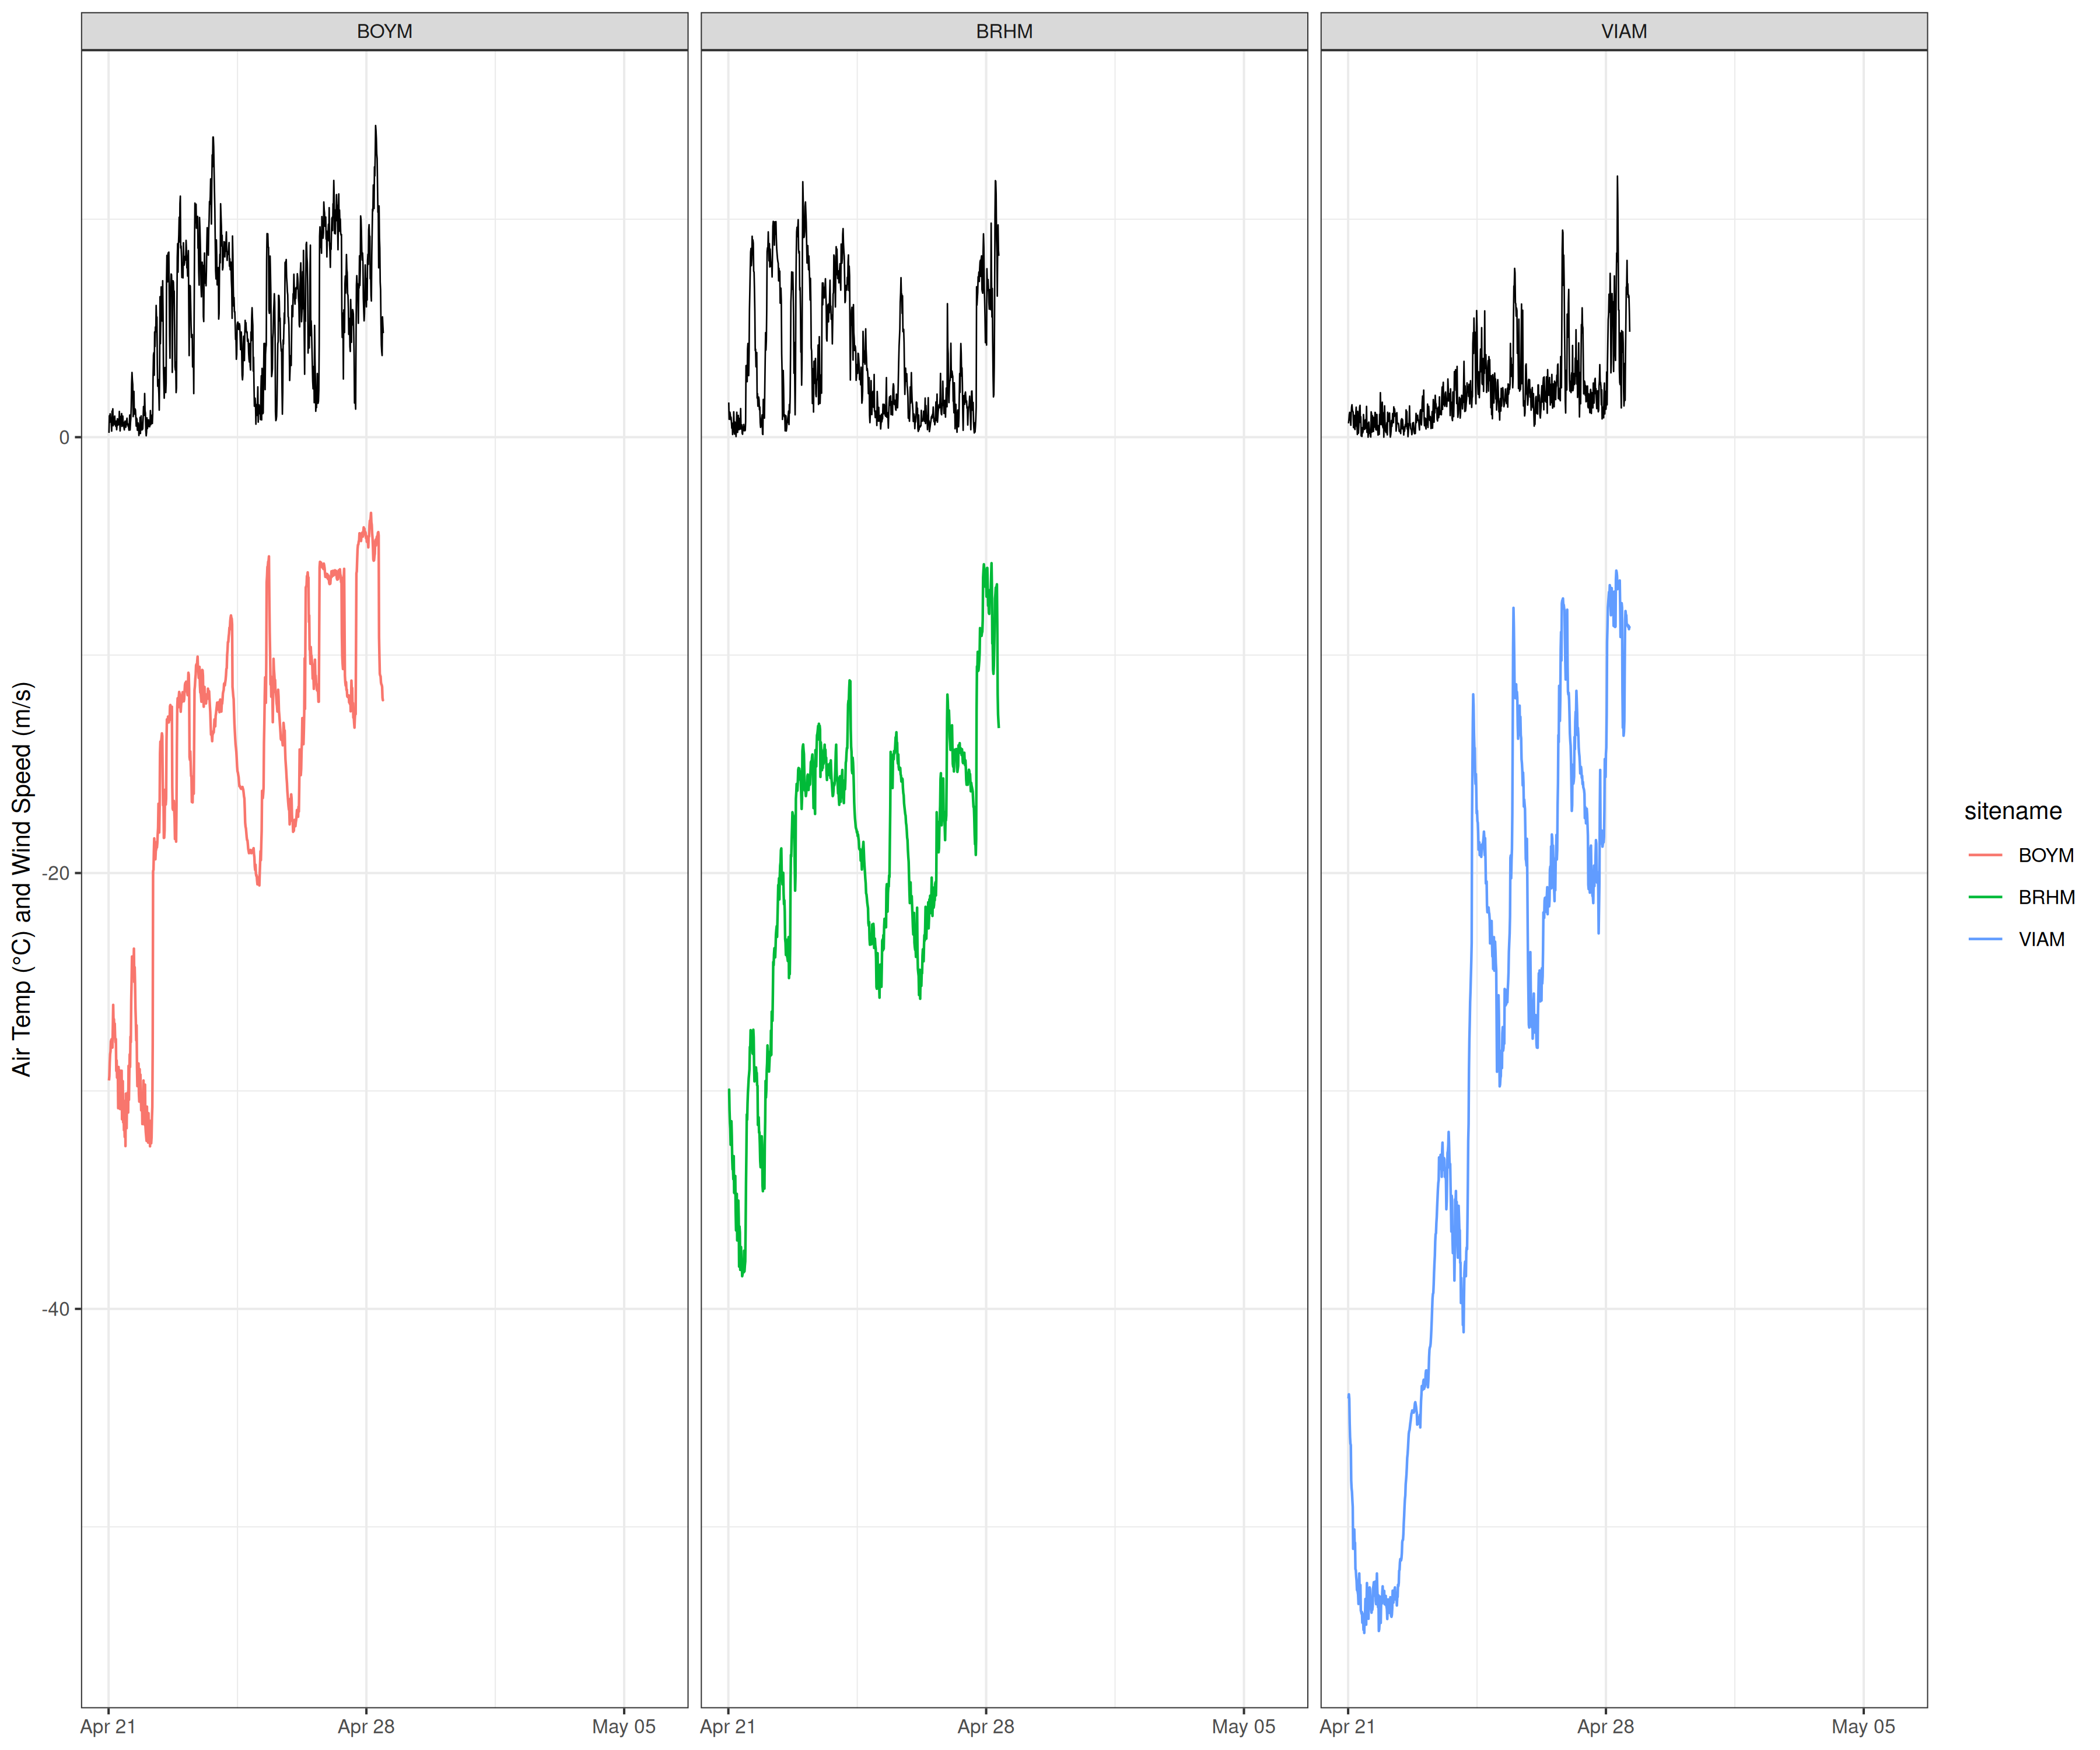 BOYM
BRHM
VIAM
Air Temp (°C) and Wind Speed (m/s)
0
-20
-40
Apr 21
Apr 28
May 05
Apr 21
Apr 28
May 05
Apr 21
Apr 28
May 05
sitename
BOYM
BRHM
VIAM